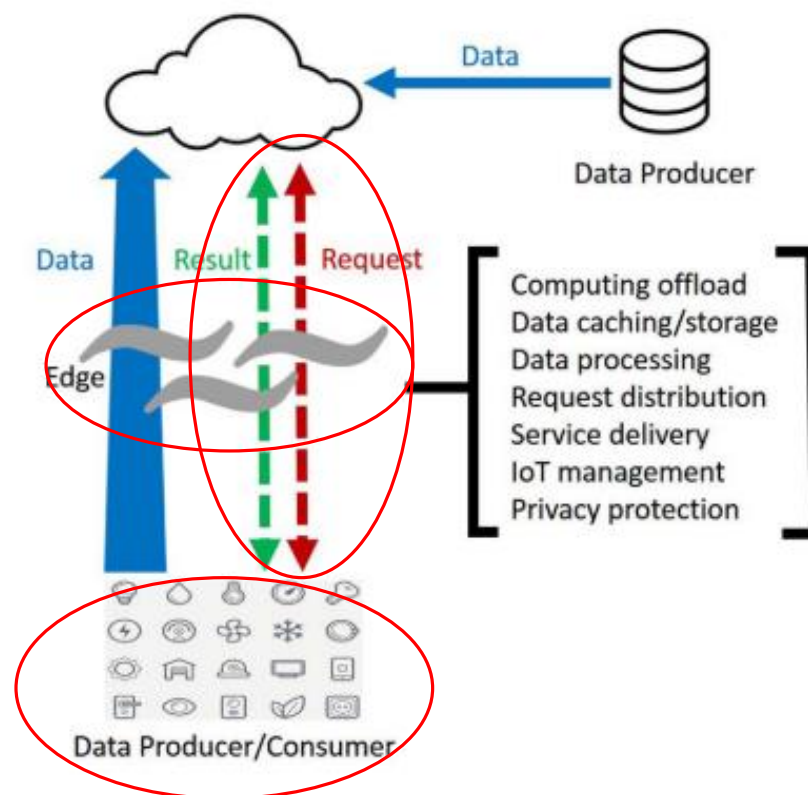 Data
Data Producer
Data
Result
Request
Edge
Computing offload
Data caching/storage
Data processing
Request distribution
Service delivery
IoT management
Privacy protection
Data Producer/Consumer